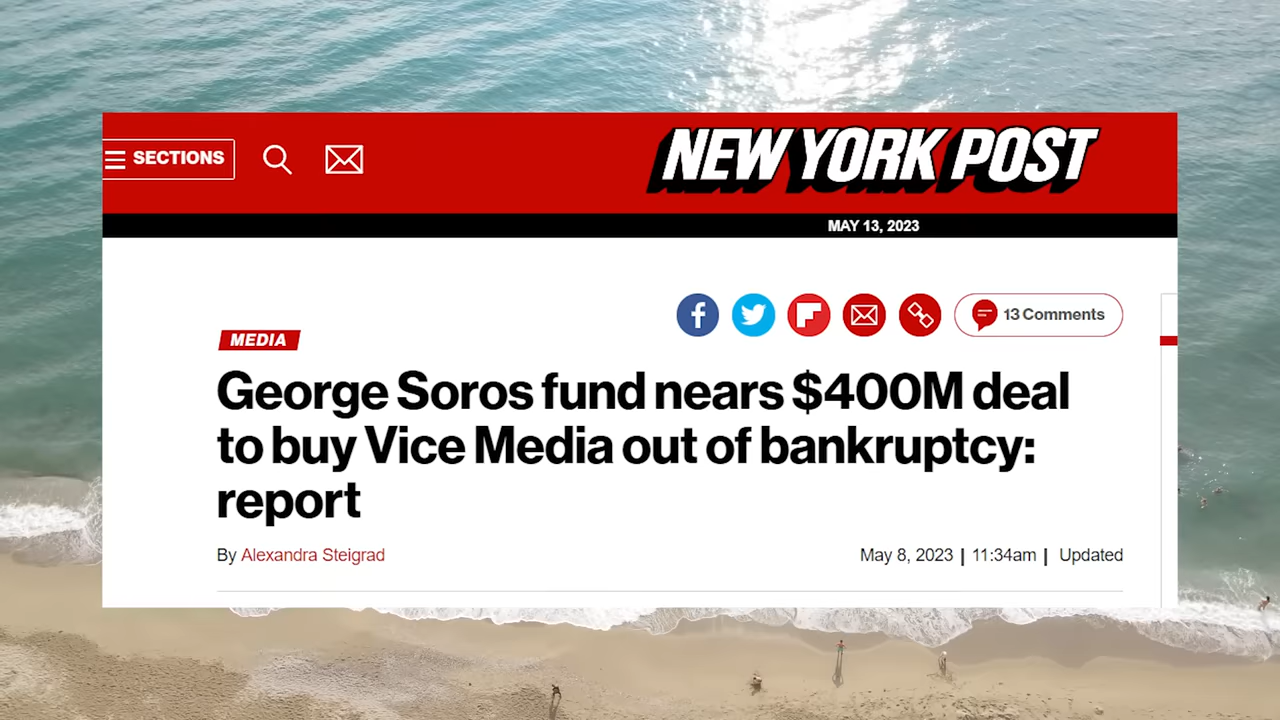 SECTIONS
NEW YORK POST
MAY 13, 2023
13 Comments
MEDIA
George Soros fund nears $400M deal
to buy Vice Media out of bankruptcy:
report
By Alexandra Steigrad
May 8, 2023 | 11:34am | Updated